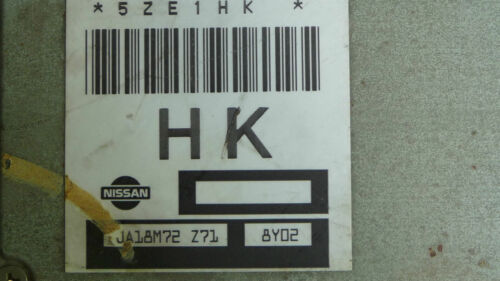 *5ZE1HK *
HK
NISSAN
JA18M72 Z71 8Y02